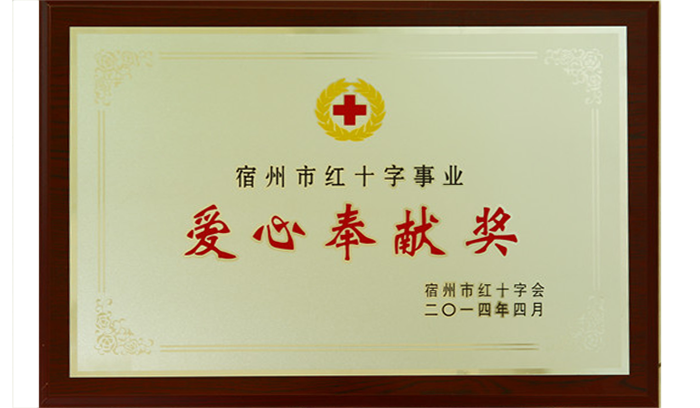 宿州市红十字事业
爱心奉献奖
宿州市红十字会
二〇一四年四月